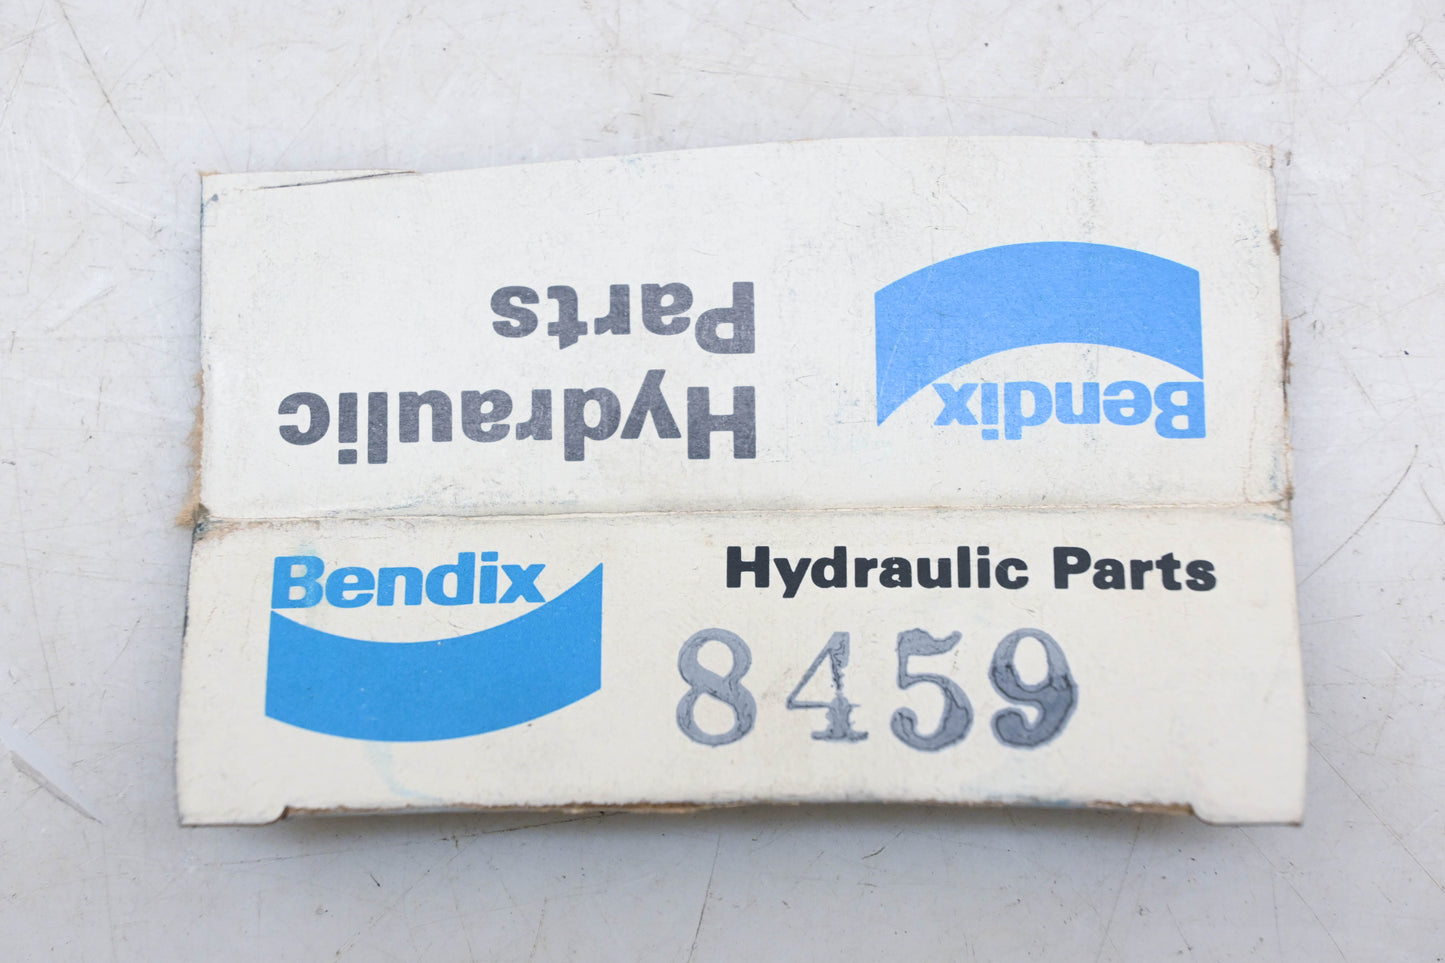 Hydraulic
Parts
Bendix
Bendix
Hydraulic Parts
8459